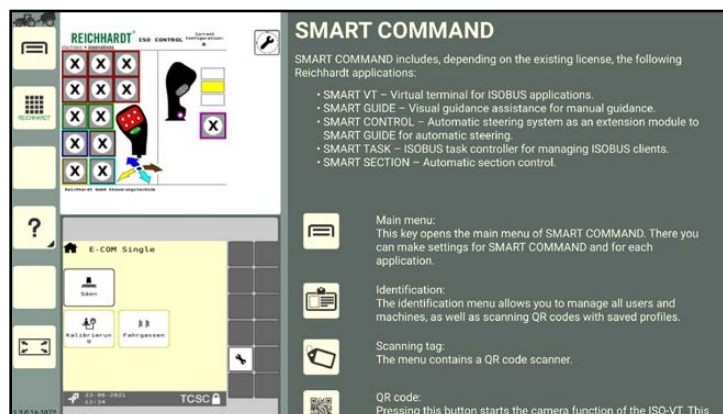 REICHHARDT®
electronic + innovations
ISO CONTROL
Current
Configuration:
A
X X X
X X X
X X
X X
X X
X
Reichhardt GmbH Steuerungstechnik
REICHHARDT
?
E-COM Single
Säen
Kalibrierun
g
Fahrgassen
23-06-2021
12:24
TCSC
SMART COMMAND
SMART COMMAND includes, depending on the existing license, the following
Reichhardt applications:
• SMART VT – Virtual terminal for ISOBUS applications.
• SMART GUIDE – Visual guidance assistance for manual guidance.
• SMART CONTROL – Automatic steering system as an extension module to
SMART GUIDE for automatic steering.
• SMART TASK – ISOBUS task controller for managing ISOBUS clients.
• SMART SECTION – Automatic section control.
Main menu:
This key opens the main menu of SMART COMMAND. There you
can make settings for SMART COMMAND and for each
application.
Identification:
The identification menu allows you to manage all users and
machines, as well as scanning QR codes with saved profiles.
Scanning tag:
The menu contains a QR code scanner.
QR code:
Pressing this button starts the camera function of the ISO-VT. This